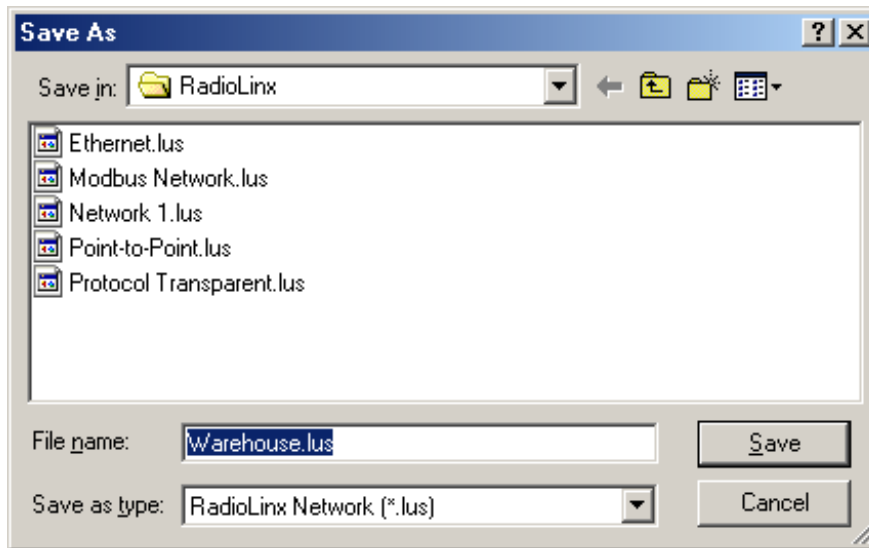 Save As
Save in: RadioLinx
Ethernet.lus
Modbus Network.lus
Network 1.lus
Point-to-Point.lus
Protocol Transparent.lus
File name: Warehouse.lus Save
Save as type: RadioLinx Network (*.lus) Cancel